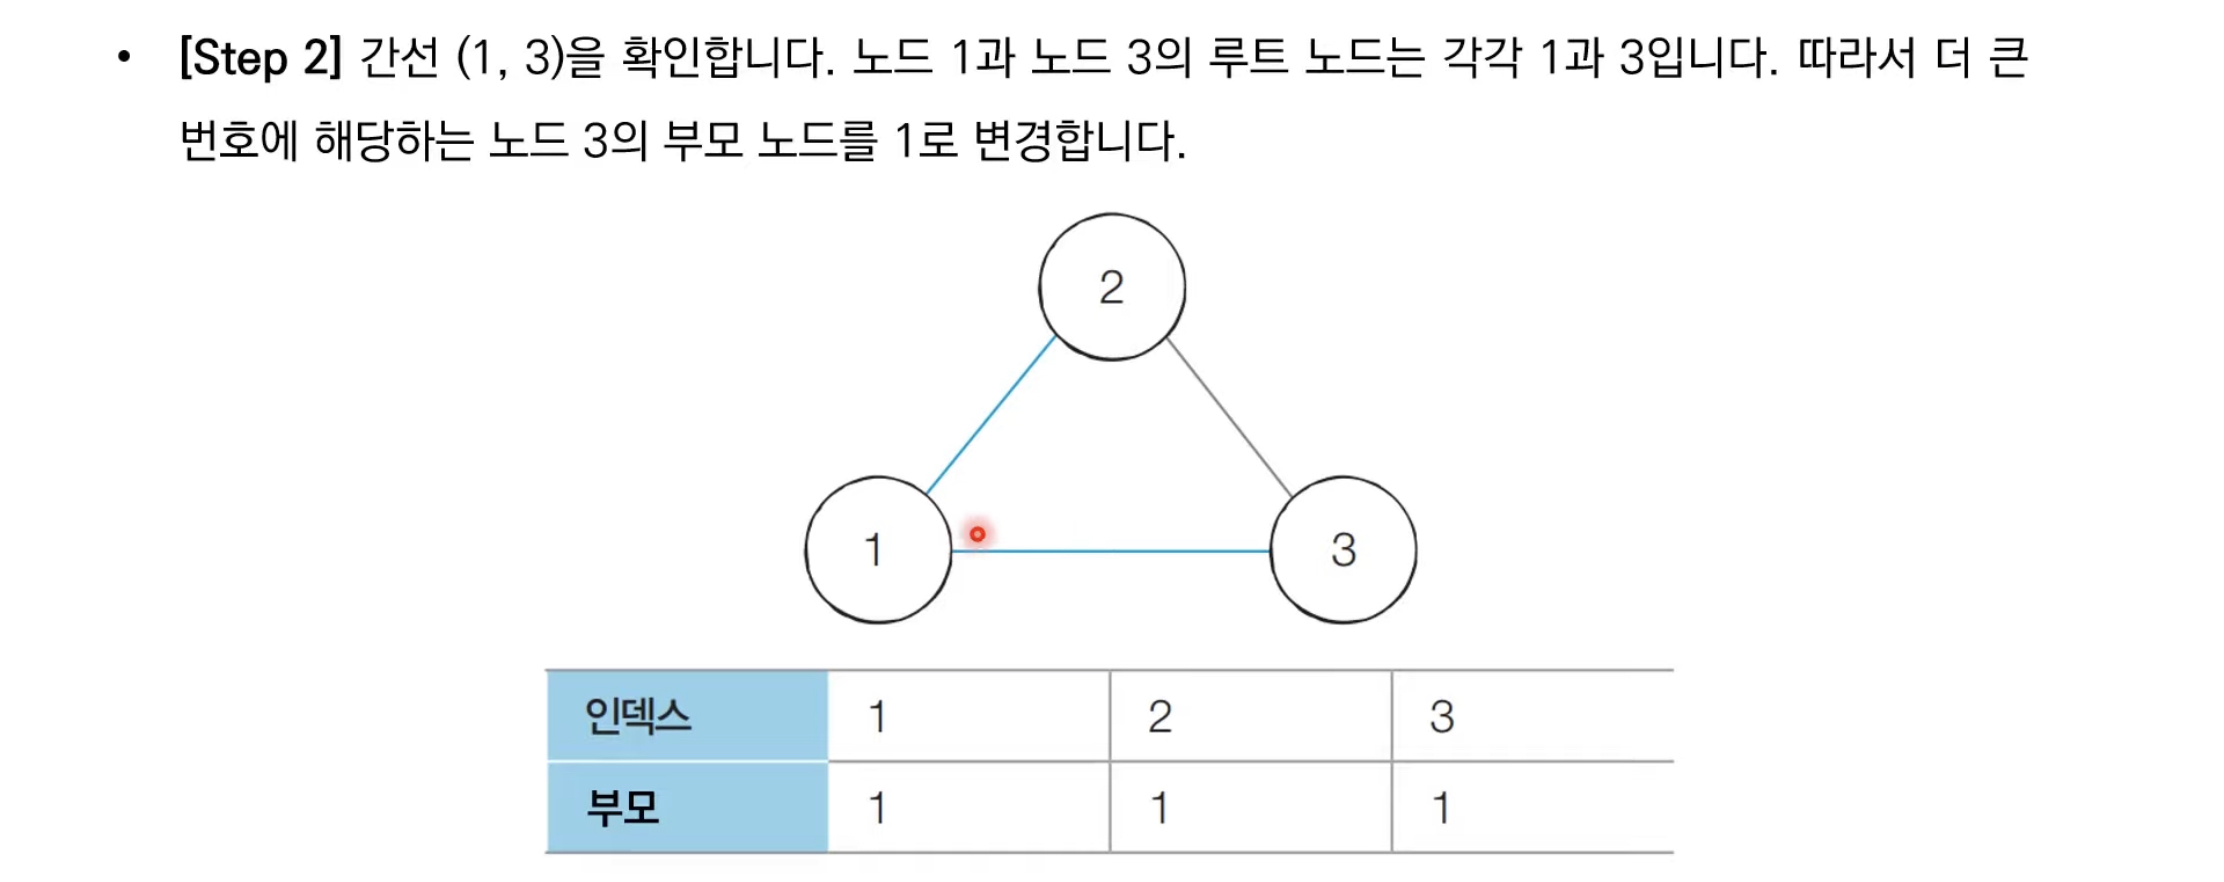 • [Step 2] 간선 (1, 3)을 확인합니다. 노드 1과 노드 3의 루트 노드는 각각 1과 3입니다. 따라서 더 큰
번호에 해당하는 노드 3의 부모 노드를 1로 변경합니다.
2
1 3
인덱스 1 2 3
부모 1 1 1